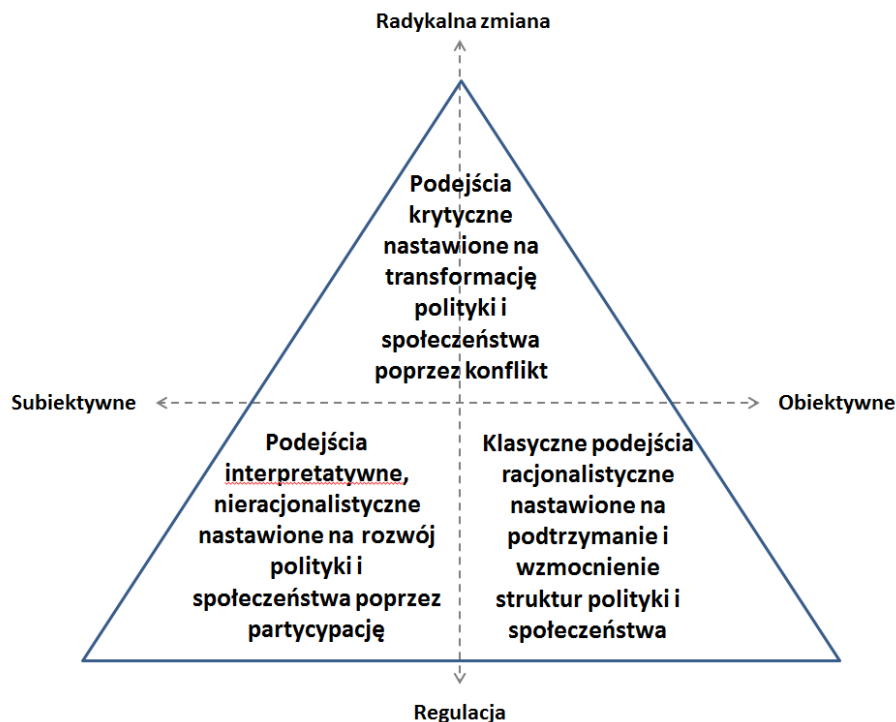 Radykalna zmiana
Podejścia
krytyczne
nastawione na
transformację
polityki i
społeczeństwa
poprzez konflikt
Subiektywne
Obiektywne
Podejścia
interpretatywne,
nieracjonalistyczne
nastawione na rozwój
polityki i
społeczeństwa poprzez
partycypację
Klasyczne podejścia
racjonalistyczne
nastawione na
podtrzymanie i
wzmocnienie
struktur polityki i
społeczeństwa
Regulacja